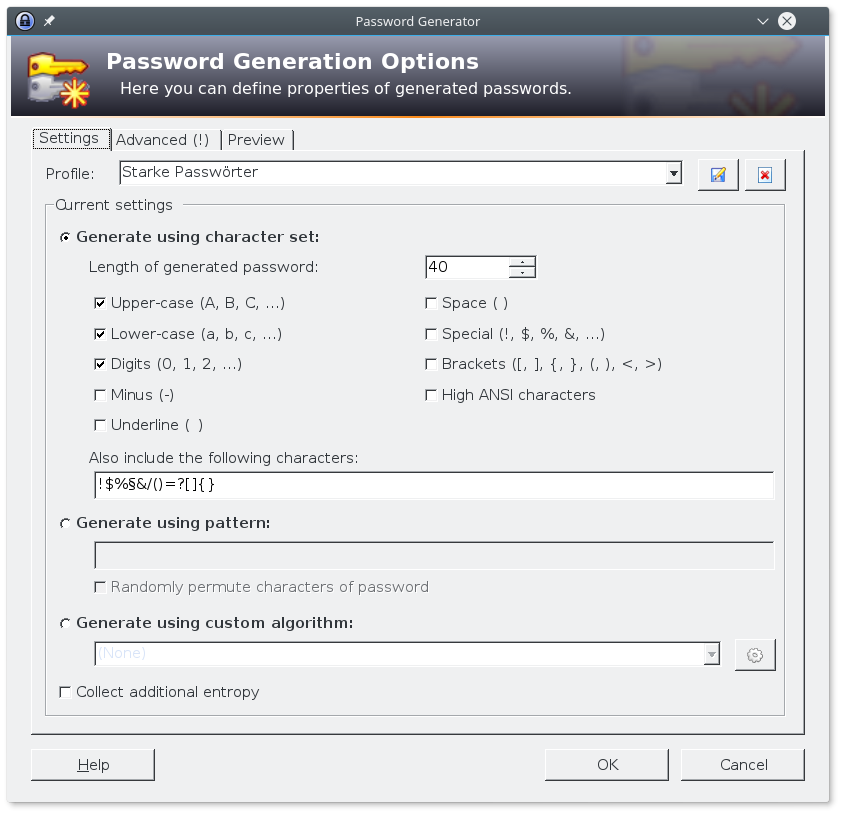 Password Generator
Password Generation Options
Here you can define properties of generated passwords.
Settings Advanced (!) Preview
Profile: Starke Passwörter
Current settings
Generate using character set:
Length of generated password: 40
Upper-case (A, B, C, ...) Space ( )
Lower-case (a, b, c, ...) Special (!, $, %, &, ...)
Digits (0, 1, 2, ...) Brackets ([, ], {, }, (, ), <, >)
Minus (-) High ANSI characters
Underline ( )
Also include the following characters:
!$%§&/()=?[]{}
Generate using pattern:
Randomly permute characters of password
Generate using custom algorithm:
(None)
Collect additional entropy
Help OK Cancel